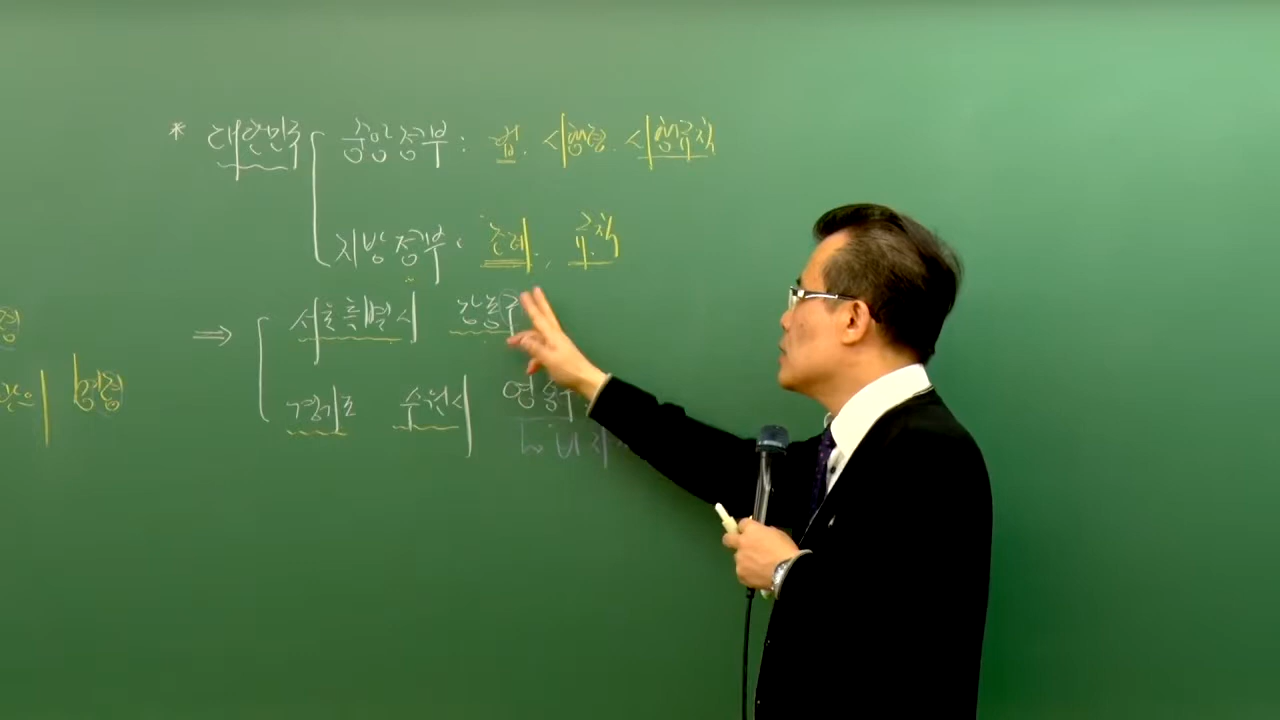 * 대한민국 중앙정부 : 법. <시행령. <시행규칙
지방정부 : 조례. , 규칙
⇒ 서울특별시 강동구
경기도 수원시 영통구
행정